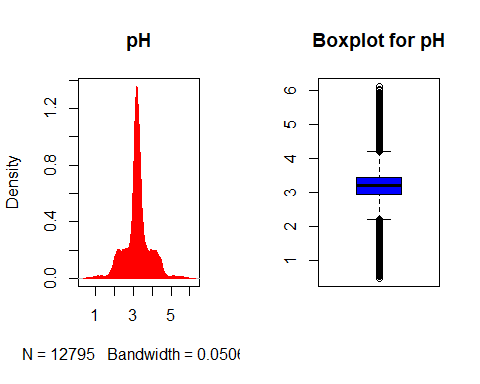 pH
Density
0.0 0.4 0.8 1.2
1 3 5
N = 12795 Bandwidth = 0.0506
Boxplot for pH
1 2 3 4 5 6